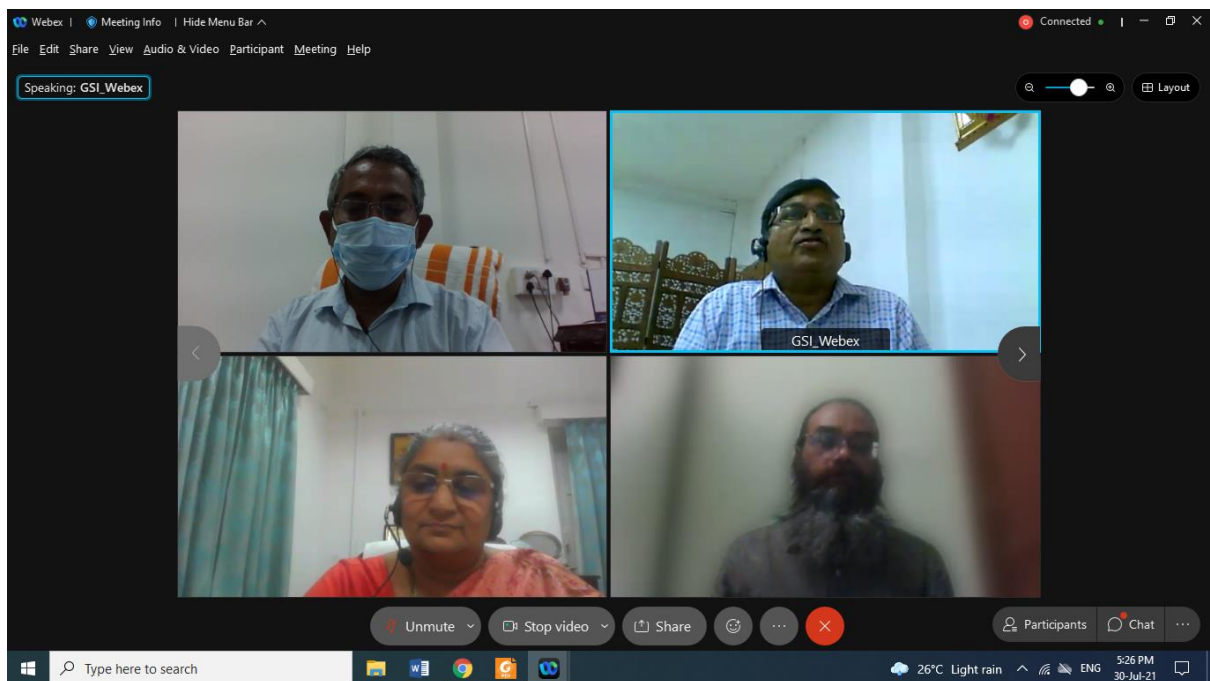 Webex | Meeting Info | Hide Menu Bar
Connected
File Edit Share View Audio & Video Participant Meeting Help
Speaking: GSI_Webex
Layout
GSI_Webex
Unmute
Stop video
Share
Participants
Chat
Type here to search
26°C Light rain
ENG
5:26 PM
30-Jul-21